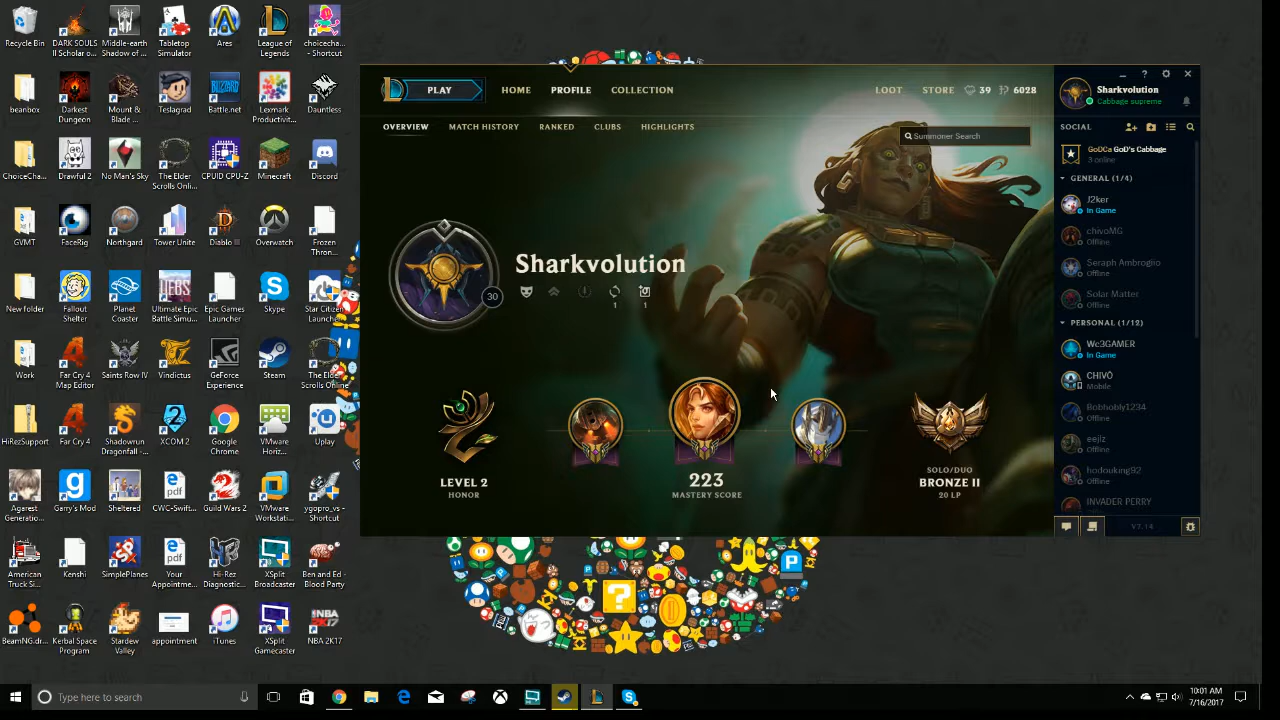 Recycle Bin
DARK SOULS
II Scholar o...
Middle-earth
Shadow of ...
Tabletop
Simulator
Ares
League of
Legends
choicecha...
- Shortcut
beanbox
Darkest
Dungeon
Mount &
Blade ...
Teslagrad
Battle.net
Lexmark
Productivit...
Dauntless
ChoiceCha...
Drawful 2
No Man's Sky
The Elder
Scrolls Onli...
CPUID CPU-Z
Minecraft
Discord
GVMT
FaceRig
Northgard
Tower Unite
Diablo III
Overwatch
Frozen
Thron...
New folder
Fallout
Shelter
Planet
Coaster
Ultimate Epic
Battle Simu...
Epic Games
Launcher
Skype
Star Citizen
Launcher
Work
Far Cry 4
Map Editor
Saints Row IV
Vindictus
GeForce
Experience
Steam
The Elder
Scrolls Online
HiRezSupport
Far Cry 4
Shadowrun
Dragonfall - ...
XCOM 2
Google
Chrome
VMware
Horiz...
Uplay
Agarest
Generatio...
Garry's Mod
Sheltered
CWC-Swift...
Guild Wars 2
VMware
Workstati...
ygopro_vs -
Shortcut
American
Truck Si...
Kenshi
SimplePlanes
Your
Appointme...
Hi-Rez
Diagnostic...
XSplit
Broadcaster
Ben and Ed -
Blood Party
BeamNG.dr...
Kerbal Space
Program
Stardew
Valley
appointment
iTunes
XSplit
Gamecaster
NBA 2K17
PLAY
HOME
PROFILE
COLLECTION
LOOT
STORE
39
6028
OVERVIEW
MATCH HISTORY
RANKED
CLUBS
HIGHLIGHTS
Summoner Search
Sharkvolution
30
1
1
LEVEL 2
HONOR
223
MASTERY SCORE
SOLO/DUO
BRONZE II
20 LP
Sharkvolution
Cabbage supreme
SOCIAL
GoDCa GoD's Cabbage
3 online
GENERAL (1/4)
J2ker
In Game
chivoMG
Offline
Seraph Ambrogiio
Offline
Solar Matter
Offline
PERSONAL (1/12)
Wc3GAMER
In Game
CHIVÓ
Mobile
Bobhobly1234
Offline
eejiz
Offline
hodouking92
Offline
INVADER PERRY
Offline
V7.14
Type here to search
10:01 AM
7/16/2017